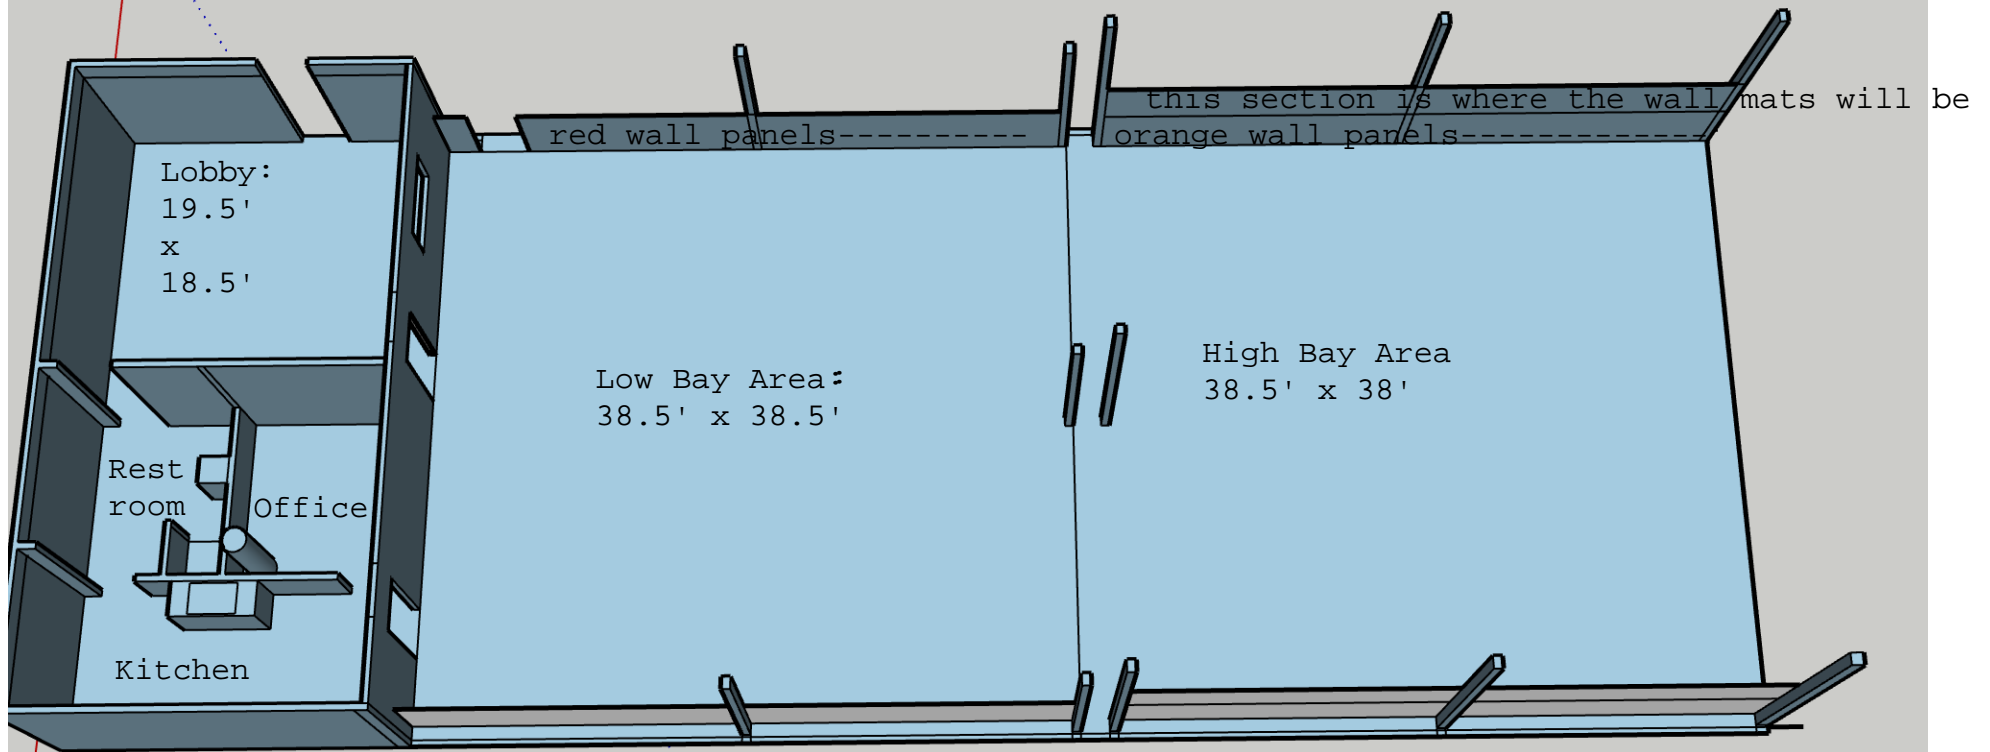 this section is where the wall mats will be
red wall panels---------- orange wall panels-------------
Lobby:
19.5'
x
18.5'
Low Bay Area:
38.5' x 38.5'
High Bay Area
38.5' x 38'
Rest
room
Office
Kitchen